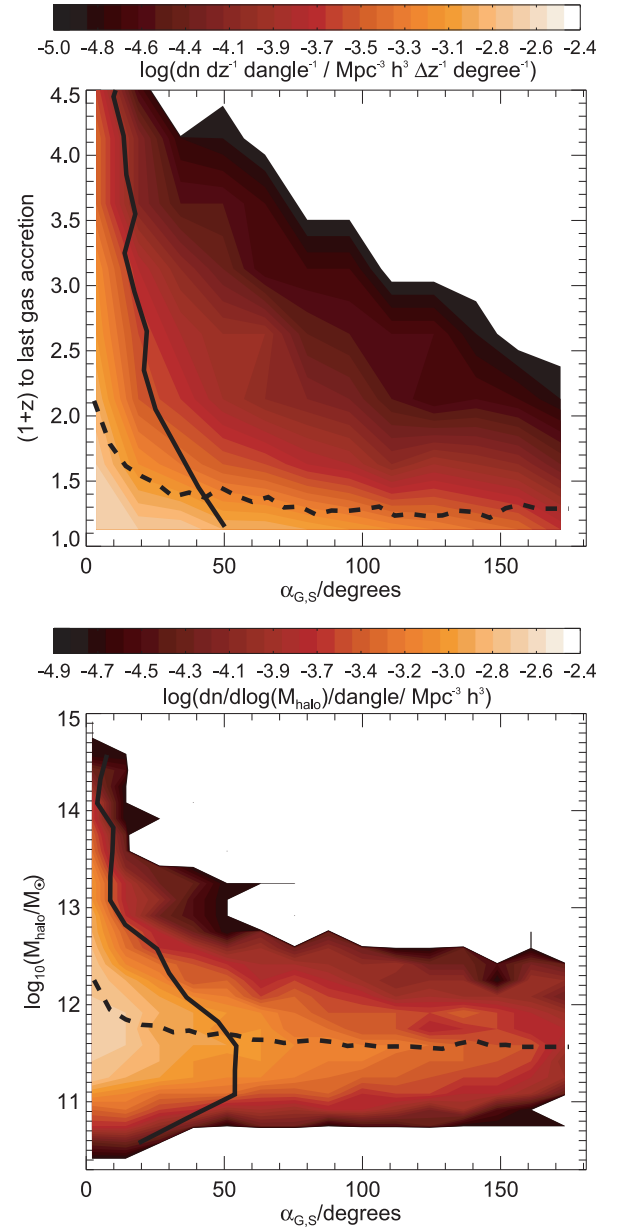 -5.0 -4.8 -4.6 -4.3 -4.1 -3.9 -3.7 -3.5 -3.3 -3.1 -2.8 -2.6 -2.4
log(dn dz⁻¹ dangle⁻¹ / Mpc⁻³ h³ Δz⁻¹ degree⁻¹)
4.5
4.0
3.5
3.0
2.5
2.0
1.5
1.0
(1+z) to last gas accretion
0 50 100 150
α_G,S/degrees
-4.9 -4.7 -4.5 -4.3 -4.1 -3.9 -3.7 -3.4 -3.2 -3.0 -2.8 -2.6 -2.4
log(dn/dlog(M_halo)/dangle/ Mpc⁻³ h³)
15
14
13
12
11
log₁₀(M_halo/M_⊙)
0 50 100 150
α_G,S/degrees